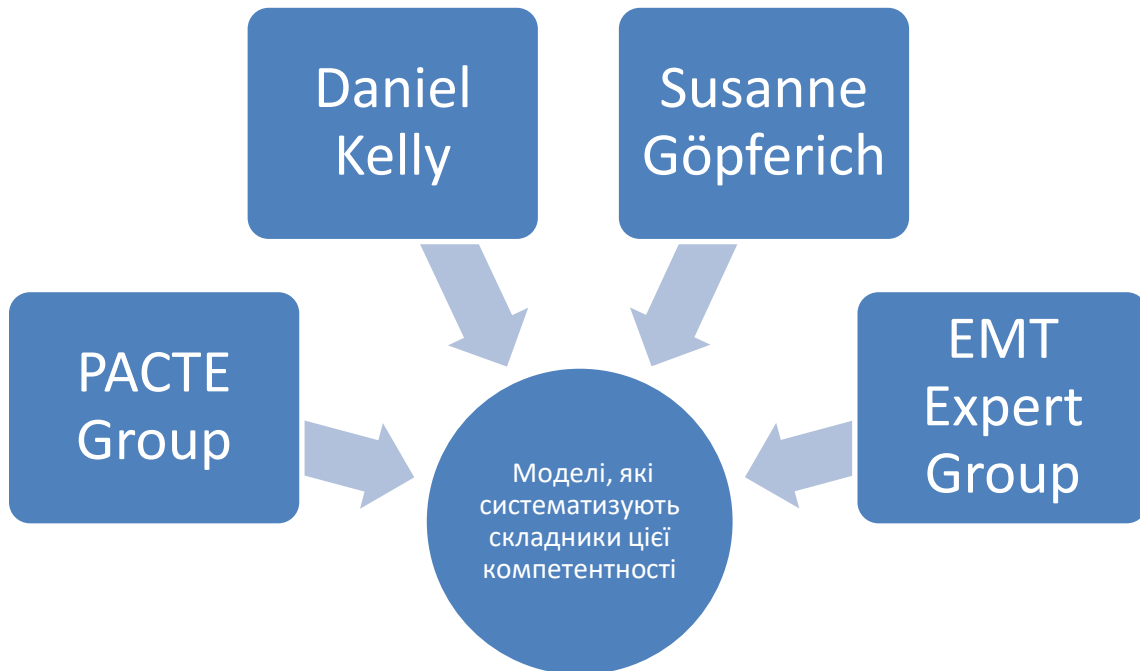 Daniel
Kelly
Susanne
Göpferich
PACTE
Group
EMT
Expert
Group
Моделі, які
систематизують
складники цієї
компетентності